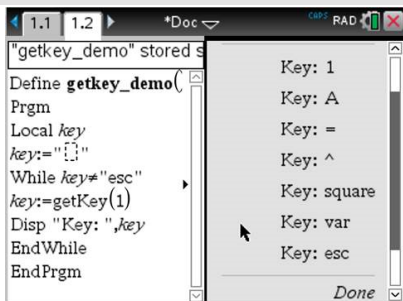 1.1 1.2 *Doc CAPS RAD
"getkey_demo" stored s
Define getkey_demo(
Prgm
Local key
key:=" "
While key≠"esc"
key:=getKey(1)
Disp "Key: ",key
EndWhile
EndPrgm
Key: 1
Key: A
Key: =
Key: ^
Key: square
Key: var
Key: esc
Done